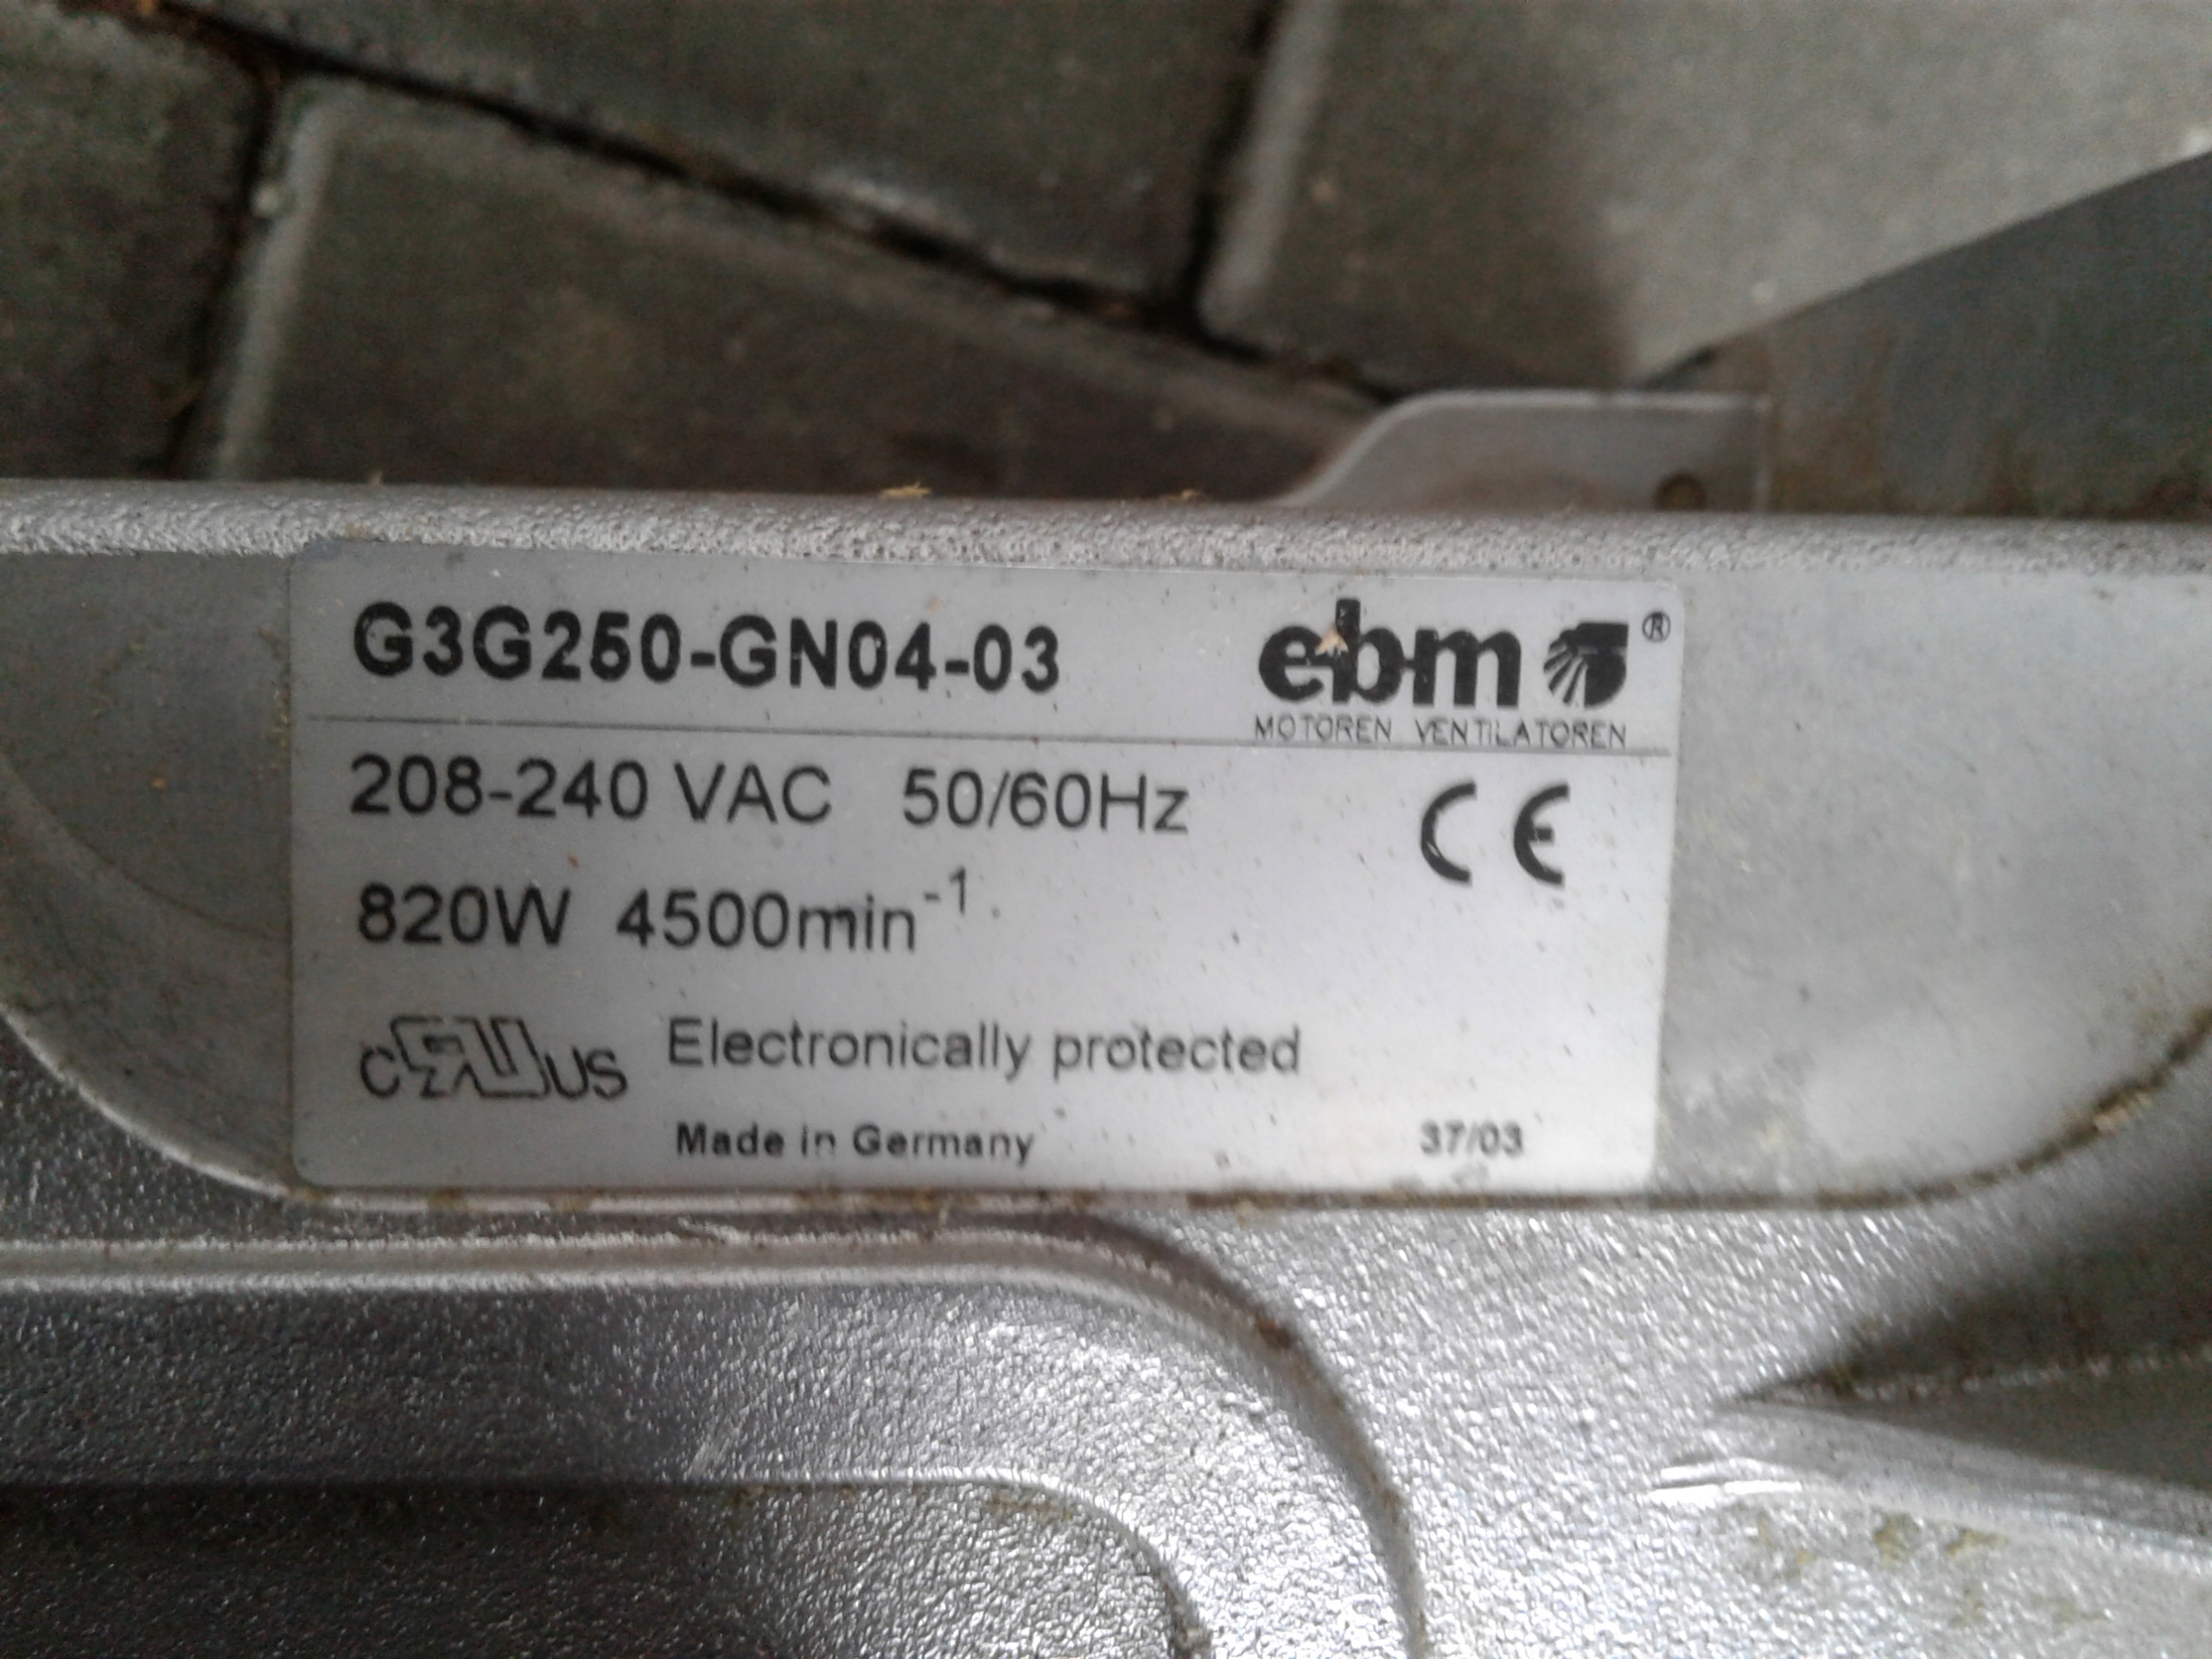 G3G250-GN04-03
ebm ®
MOTOREN VENTILATOREN
208-240 VAC 50/60Hz
CE
820W 4500min⁻¹
c RU us Electronically protected
Made in Germany 37/03